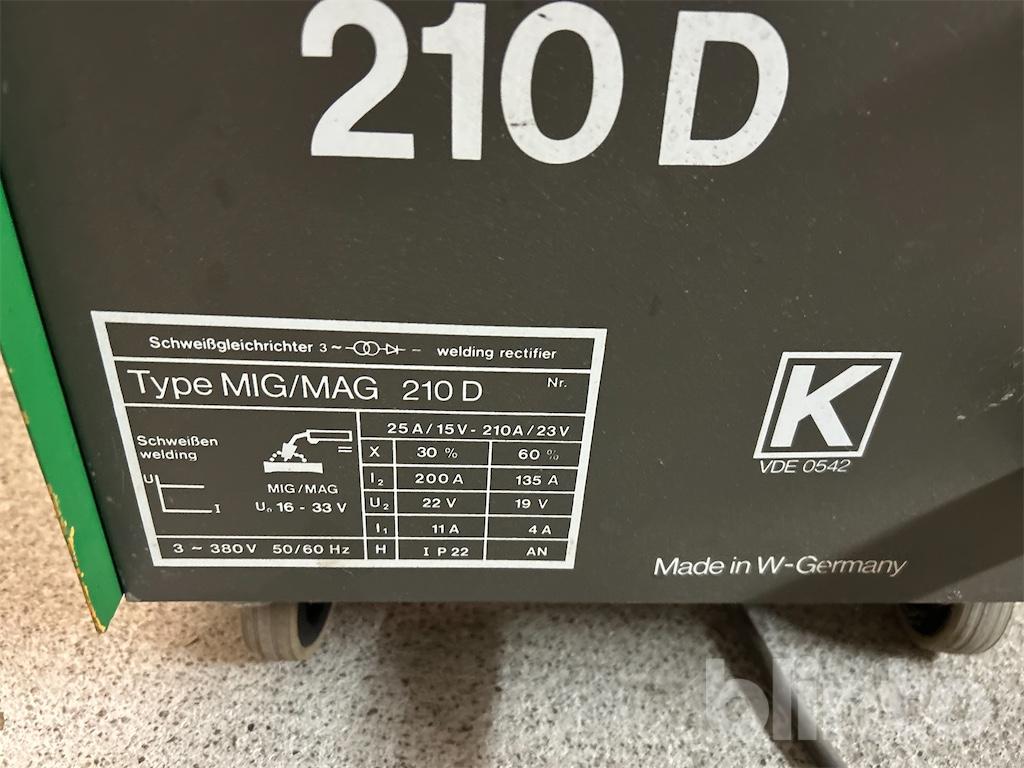 210 D
Schweißgleichrichter 3 ~ – welding rectifier
Type MIG/MAG 210 D Nr.
25 A / 15 V - 210 A / 23 V
Schweißen
welding
U
I
MIG/MAG
U₀ 16 - 33 V
X 30 % 60 %
I₂ 200 A 135 A
U₂ 22 V 19 V
I₁ 11 A 4 A
3 ~ 380 V 50/60 Hz H I P 22 AN
K
VDE 0542
Made in W-Germany
blinto